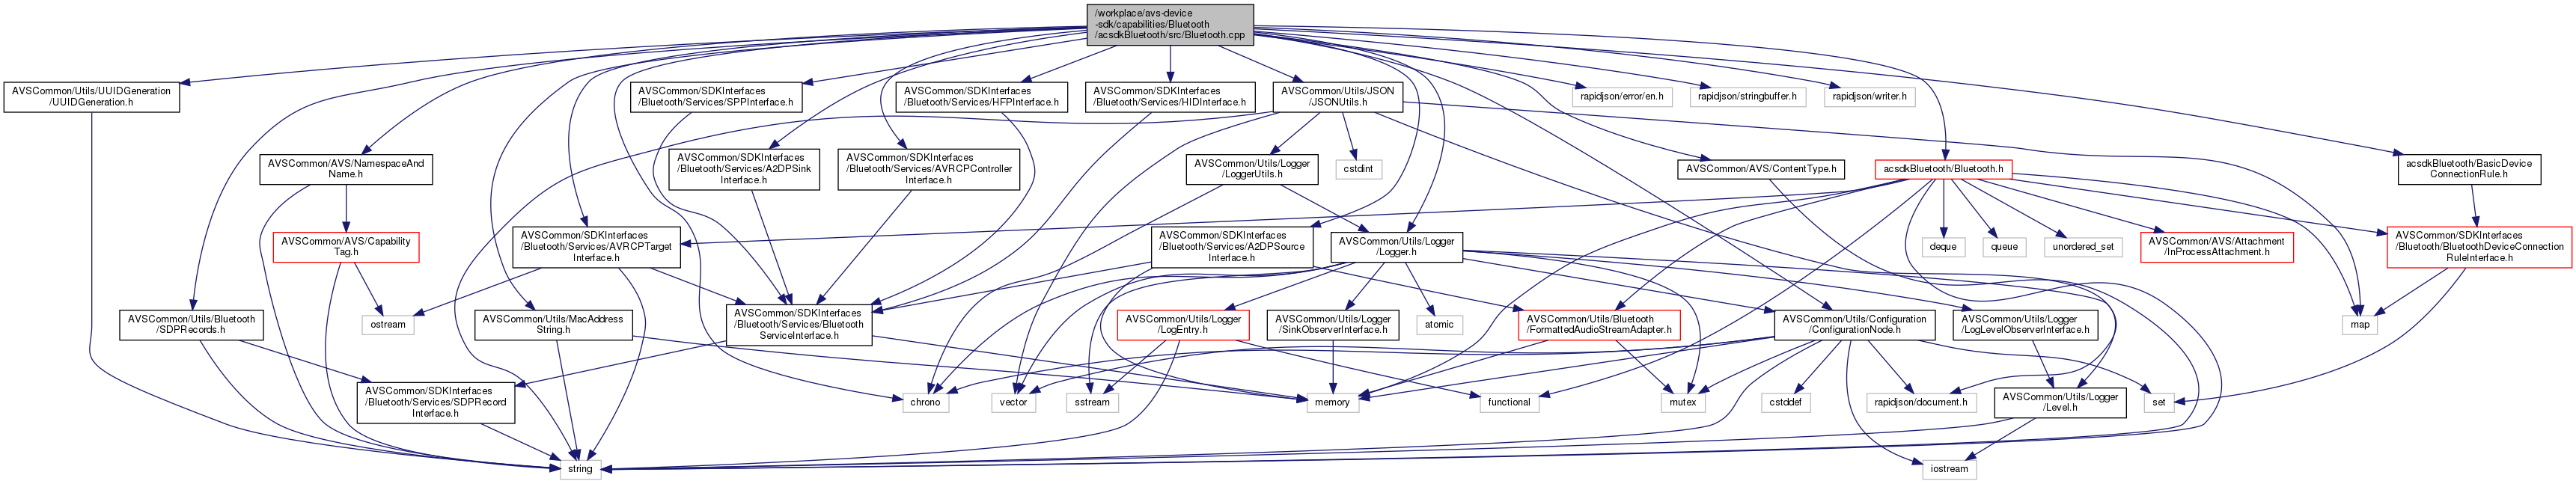 /workplace/avs-device
-sdk/capabilities/Bluetooth
/acsdkBluetooth/src/Bluetooth.cpp
AVSCommon/Utils/UUIDGeneration
/UUIDGeneration.h
AVSCommon/SDKInterfaces
/Bluetooth/Services/SPPInterface.h
AVSCommon/SDKInterfaces
/Bluetooth/Services/HFPInterface.h
AVSCommon/SDKInterfaces
/Bluetooth/Services/HIDInterface.h
AVSCommon/Utils/JSON
/JSONUtils.h
rapidjson/error/en.h
rapidjson/stringbuffer.h
rapidjson/writer.h
AVSCommon/AVS/NamespaceAnd
Name.h
AVSCommon/SDKInterfaces
/Bluetooth/Services/A2DPSink
Interface.h
AVSCommon/SDKInterfaces
/Bluetooth/Services/AVRCPController
Interface.h
AVSCommon/Utils/Logger
/LoggerUtils.h
cstdint
AVSCommon/AVS/ContentType.h
acsdkBluetooth/Bluetooth.h
acsdkBluetooth/BasicDevice
ConnectionRule.h
AVSCommon/AVS/Capability
Tag.h
AVSCommon/SDKInterfaces
/Bluetooth/Services/AVRCPTarget
Interface.h
AVSCommon/SDKInterfaces
/Bluetooth/Services/A2DPSource
Interface.h
AVSCommon/Utils/Logger
/Logger.h
deque
queue
unordered_set
AVSCommon/AVS/Attachment
/InProcessAttachment.h
AVSCommon/SDKInterfaces
/Bluetooth/BluetoothDeviceConnection
RuleInterface.h
AVSCommon/Utils/Bluetooth
/SDPRecords.h
ostream
AVSCommon/Utils/MacAddress
String.h
AVSCommon/SDKInterfaces
/Bluetooth/Services/Bluetooth
ServiceInterface.h
AVSCommon/Utils/Logger
/LogEntry.h
AVSCommon/Utils/Logger
/SinkObserverInterface.h
atomic
AVSCommon/Utils/Bluetooth
/FormattedAudioStreamAdapter.h
AVSCommon/Utils/Configuration
/ConfigurationNode.h
AVSCommon/Utils/Logger
/LogLevelObserverInterface.h
map
AVSCommon/SDKInterfaces
/Bluetooth/Services/SDPRecord
Interface.h
chrono
vector
sstream
memory
functional
mutex
cstddef
rapidjson/document.h
AVSCommon/Utils/Logger
/Level.h
set
string
iostream